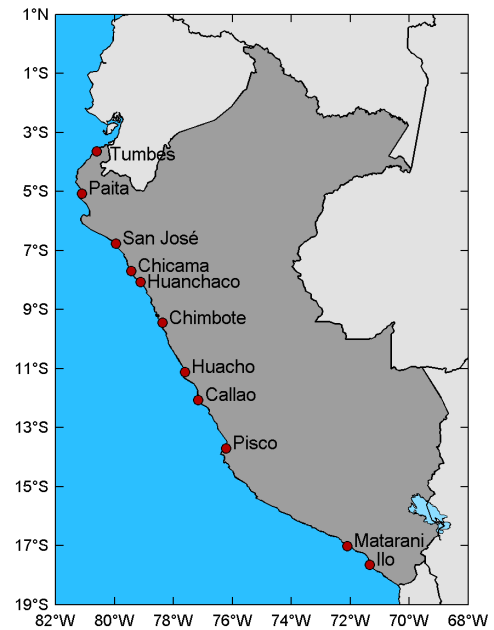 1°N
1°S
3°S
Tumbes
5°S
Paita
San José
7°S
Chicama
Huanchaco
9°S
Chimbote
11°S
Huacho
Callao
13°S
Pisco
15°S
17°S
Matarani
Ilo
19°S
82°W 80°W 78°W 76°W 74°W 72°W 70°W 68°W